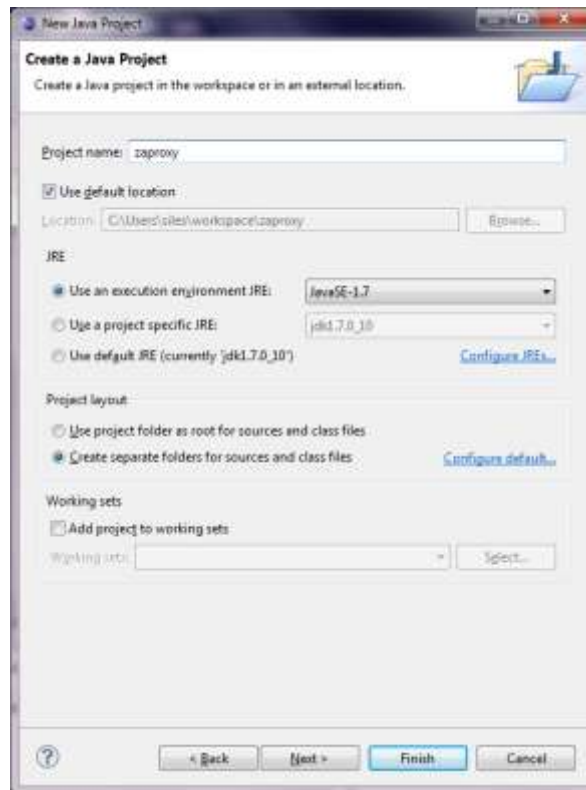 New Java Project
Create a Java Project
Create a Java project in the workspace or in an external location.
Project name: zaproxy
Use default location
Location: C:\Users\siles\workspace\zaproxy Browse...
JRE
Use an execution environment JRE: JavaSE-1.7
Use a project specific JRE: jdk1.7.0_10
Use default JRE (currently 'jdk1.7.0_10') Configure JREs...
Project layout
Use project folder as root for sources and class files
Create separate folders for sources and class files Configure default...
Working sets
Add project to working sets
Working sets: Select...
? < Back Next > Finish Cancel